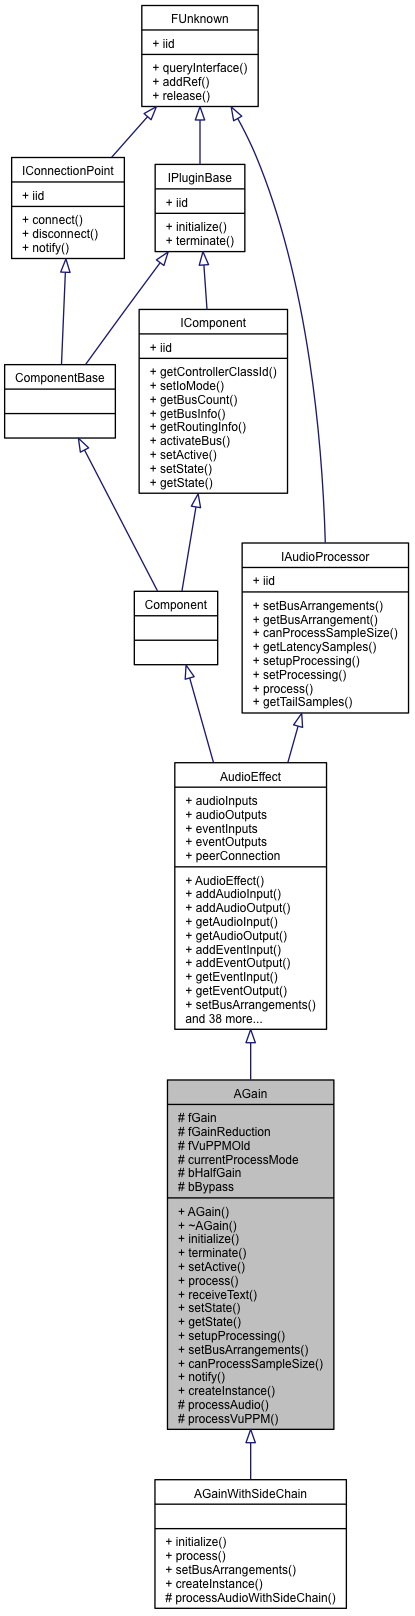 FUnknown
+ iid
+ queryInterface()
+ addRef()
+ release()
IConnectionPoint
+ iid
+ connect()
+ disconnect()
+ notify()
IPluginBase
+ iid
+ initialize()
+ terminate()
IComponent
+ iid
+ getControllerClassId()
+ setIoMode()
+ getBusCount()
+ getBusInfo()
+ getRoutingInfo()
+ activateBus()
+ setActive()
+ setState()
+ getState()
ComponentBase
IAudioProcessor
+ iid
+ setBusArrangements()
+ getBusArrangement()
+ canProcessSampleSize()
+ getLatencySamples()
+ setupProcessing()
+ setProcessing()
+ process()
+ getTailSamples()
Component
AudioEffect
+ audioInputs
+ audioOutputs
+ eventInputs
+ eventOutputs
+ peerConnection
+ AudioEffect()
+ addAudioInput()
+ addAudioOutput()
+ getAudioInput()
+ getAudioOutput()
+ addEventInput()
+ addEventOutput()
+ getEventInput()
+ getEventOutput()
+ setBusArrangements()
and 38 more...
AGain
# fGain
# fGainReduction
# fVuPPMOld
# currentProcessMode
# bHalfGain
# bBypass
+ AGain()
+ ~AGain()
+ initialize()
+ terminate()
+ setActive()
+ process()
+ receiveText()
+ setState()
+ getState()
+ setupProcessing()
+ setBusArrangements()
+ canProcessSampleSize()
+ notify()
+ createInstance()
# processAudio()
# processVuPPM()
AGainWithSideChain
+ initialize()
+ process()
+ setBusArrangements()
+ createInstance()
# processAudioWithSideChain()